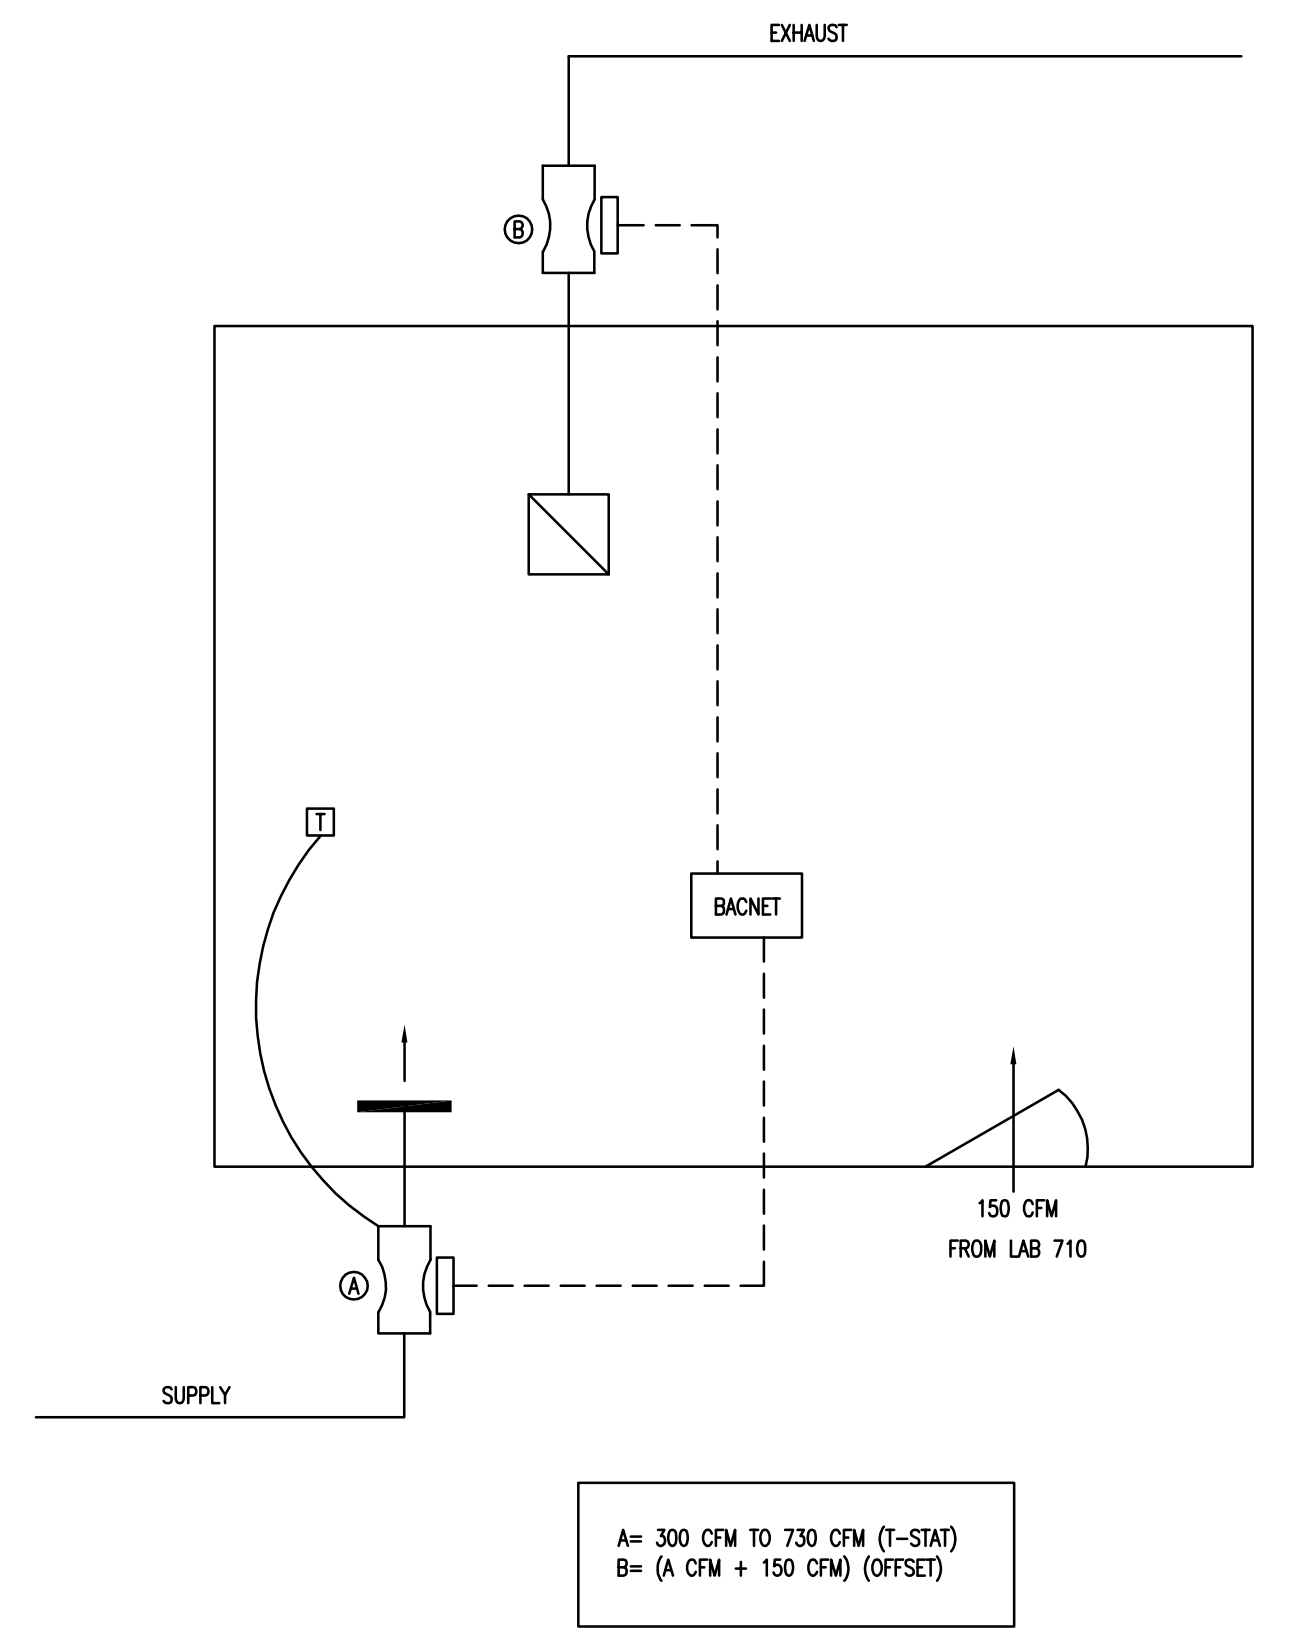 EXHAUST
B
T
BACNET
150 CFM
FROM LAB 710
A
SUPPLY
A= 300 CFM TO 730 CFM (T-STAT)
B= (A CFM + 150 CFM) (OFFSET)